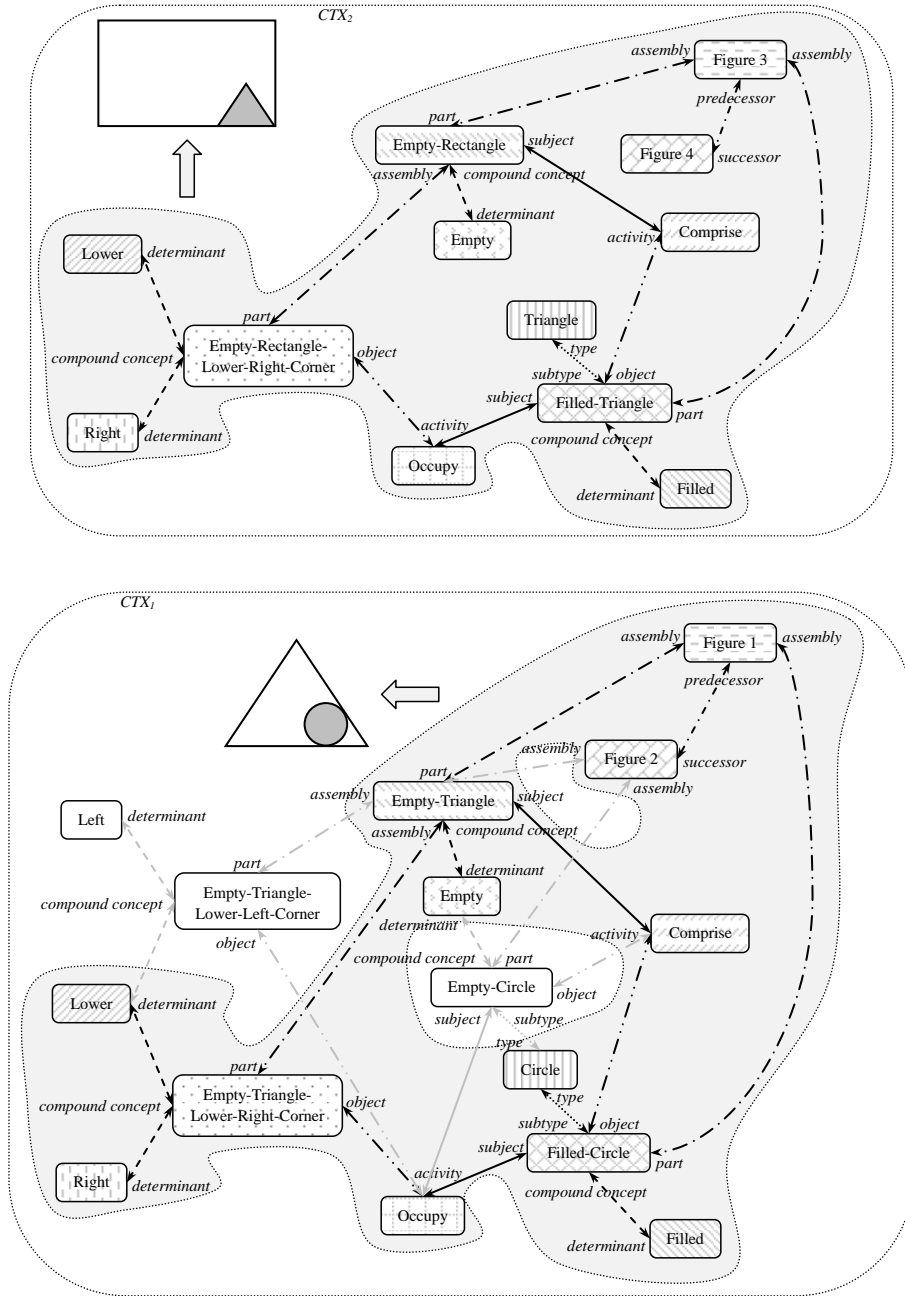 CTX2
assembly Figure 3 assembly
predecessor
part
Empty-Rectangle subject
Figure 4 successor
assembly compound concept
determinant
Empty
activity Comprise
Lower determinant
part
Triangle
type
compound concept
Empty-Rectangle-
Lower-Right-Corner
object
subtype object
subject Filled-Triangle part
Right determinant
activity
compound concept
Occupy
determinant Filled
CTX1
assembly Figure 1 assembly
predecessor
assembly Figure 2 successor
part
assembly
assembly Empty-Triangle subject
Left determinant
assembly compound concept
determinant
part
compound concept
Empty-Triangle-
Lower-Left-Corner
Empty
determinant
object
activity Comprise
compound concept part
Empty-Circle object
Lower determinant
subject subtype
type
part
Circle
type
compound concept
Empty-Triangle-
Lower-Right-Corner
object
subtype object
subject Filled-Circle part
Right determinant
activity
compound concept
Occupy
determinant Filled